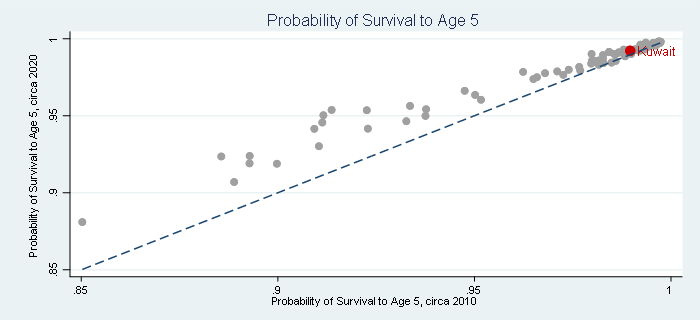 Probability of Survival to Age 5
Probability of Survival to Age 5, circa 2020
1
.95
.9
.85
Kuwait
.85
.9
.95
1
Probability of Survival to Age 5, circa 2010